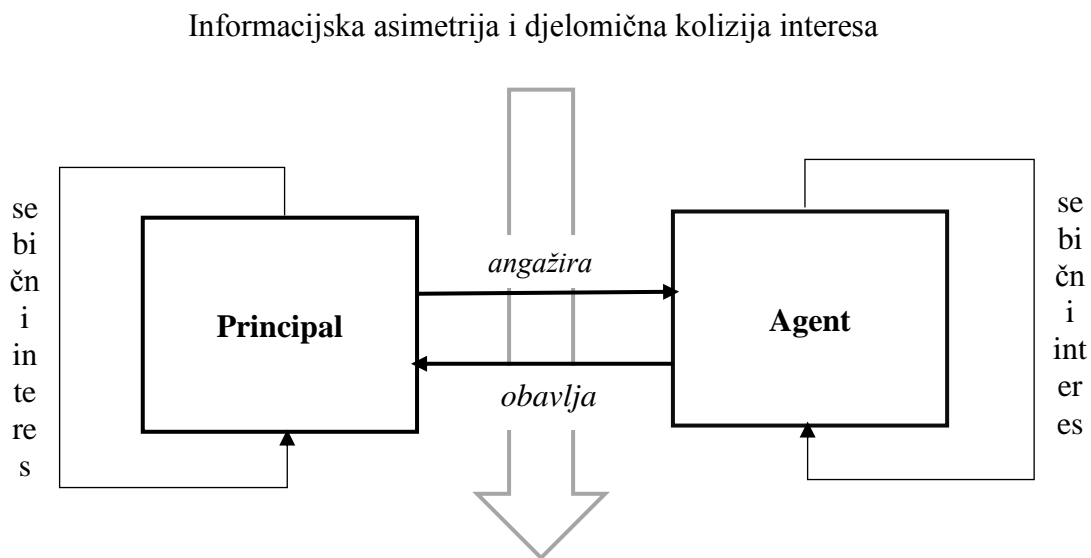 Informacijska asimetrija i djelomična kolizija interesa
se
bi
čn
i
in
te
re
s
angažira
Principal
Agent
obavlja
se
bi
čn
i
int
er
es